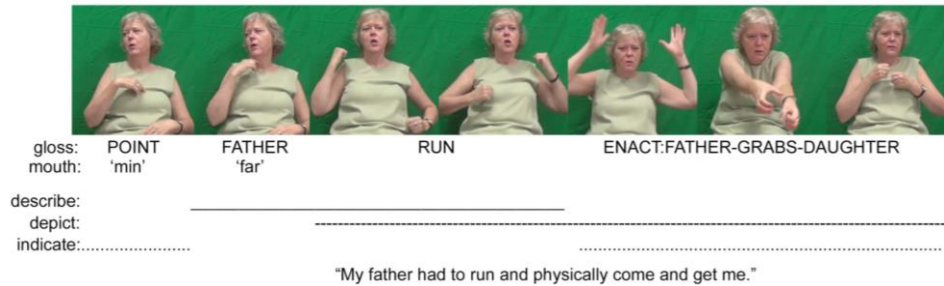 gloss: POINT FATHER RUN ENACT:FATHER-GRABS-DAUGHTER
mouth: 'min' 'far'
describe:
depict:
indicate:
“My father had to run and physically come and get me.”